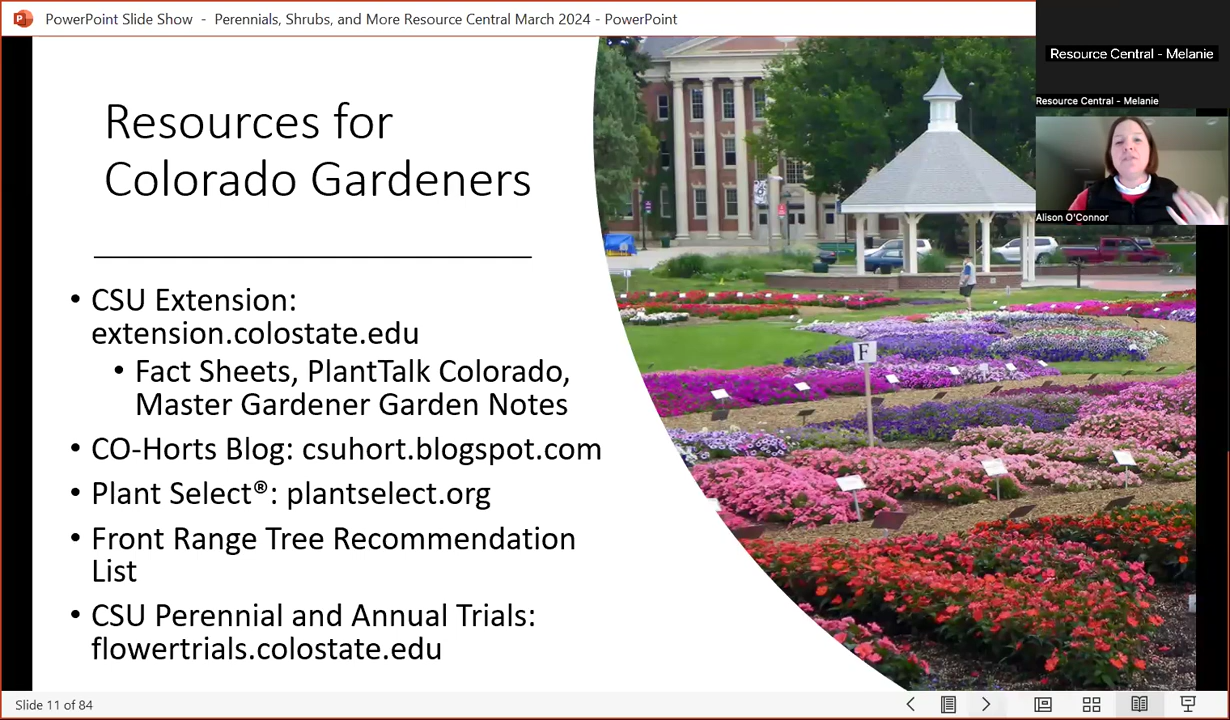 PowerPoint Slide Show - Perennials, Shrubs, and More Resource Central March 2024 - PowerPoint
Resource Central - Melanie
Resource Central - Melanie
Alison O'Connor
Resources for
Colorado Gardeners
• CSU Extension:
extension.colostate.edu
• Fact Sheets, PlantTalk Colorado,
Master Gardener Garden Notes
• CO-Horts Blog: csuhort.blogspot.com
• Plant Select®: plantselect.org
• Front Range Tree Recommendation
List
• CSU Perennial and Annual Trials:
flowertrials.colostate.edu
F
Slide 11 of 84